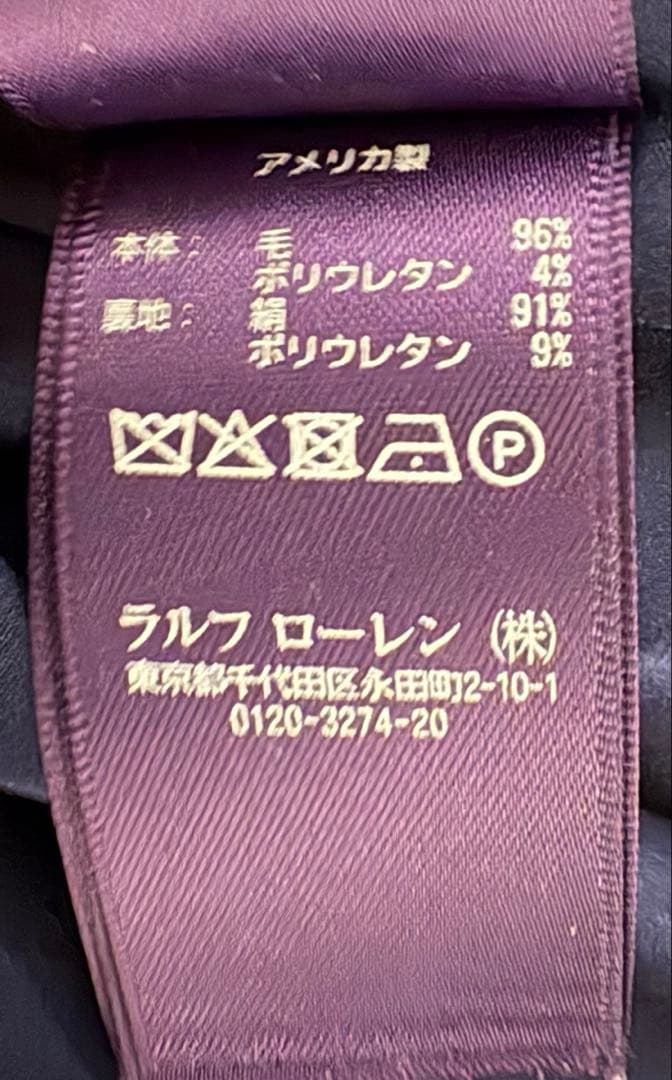 アメリカ製
本体： 毛 96%
ポリウレタン 4%
裏地： 絹 91%
ポリウレタン 9%
P
ラルフ ローレン (株)
東京都千代田区永田町2-10-1
0120-3274-20